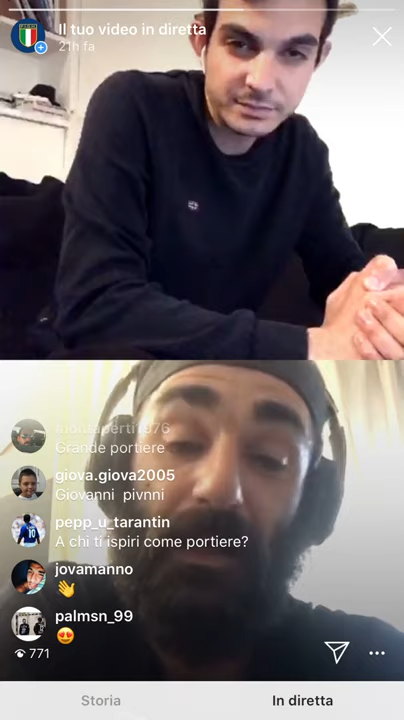 Il tuo video in diretta
21h fa
Grande portiere
giova.giova2005
Giovanni pivnni
pepp_u_tarantin
A chi ti ispiri come portiere?
jovamanno
👋
palmsn_99
😍
771
Storia
In diretta